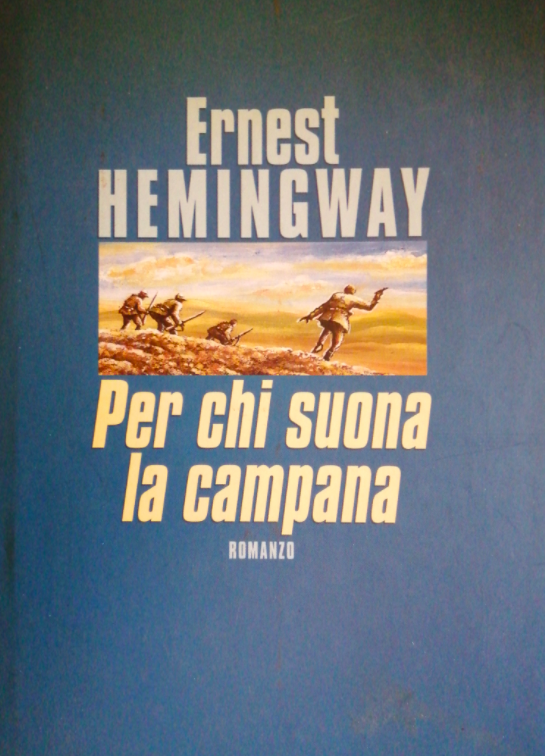 Ernest
HEMINGWAY
Per chi suona
la campana
ROMANZO